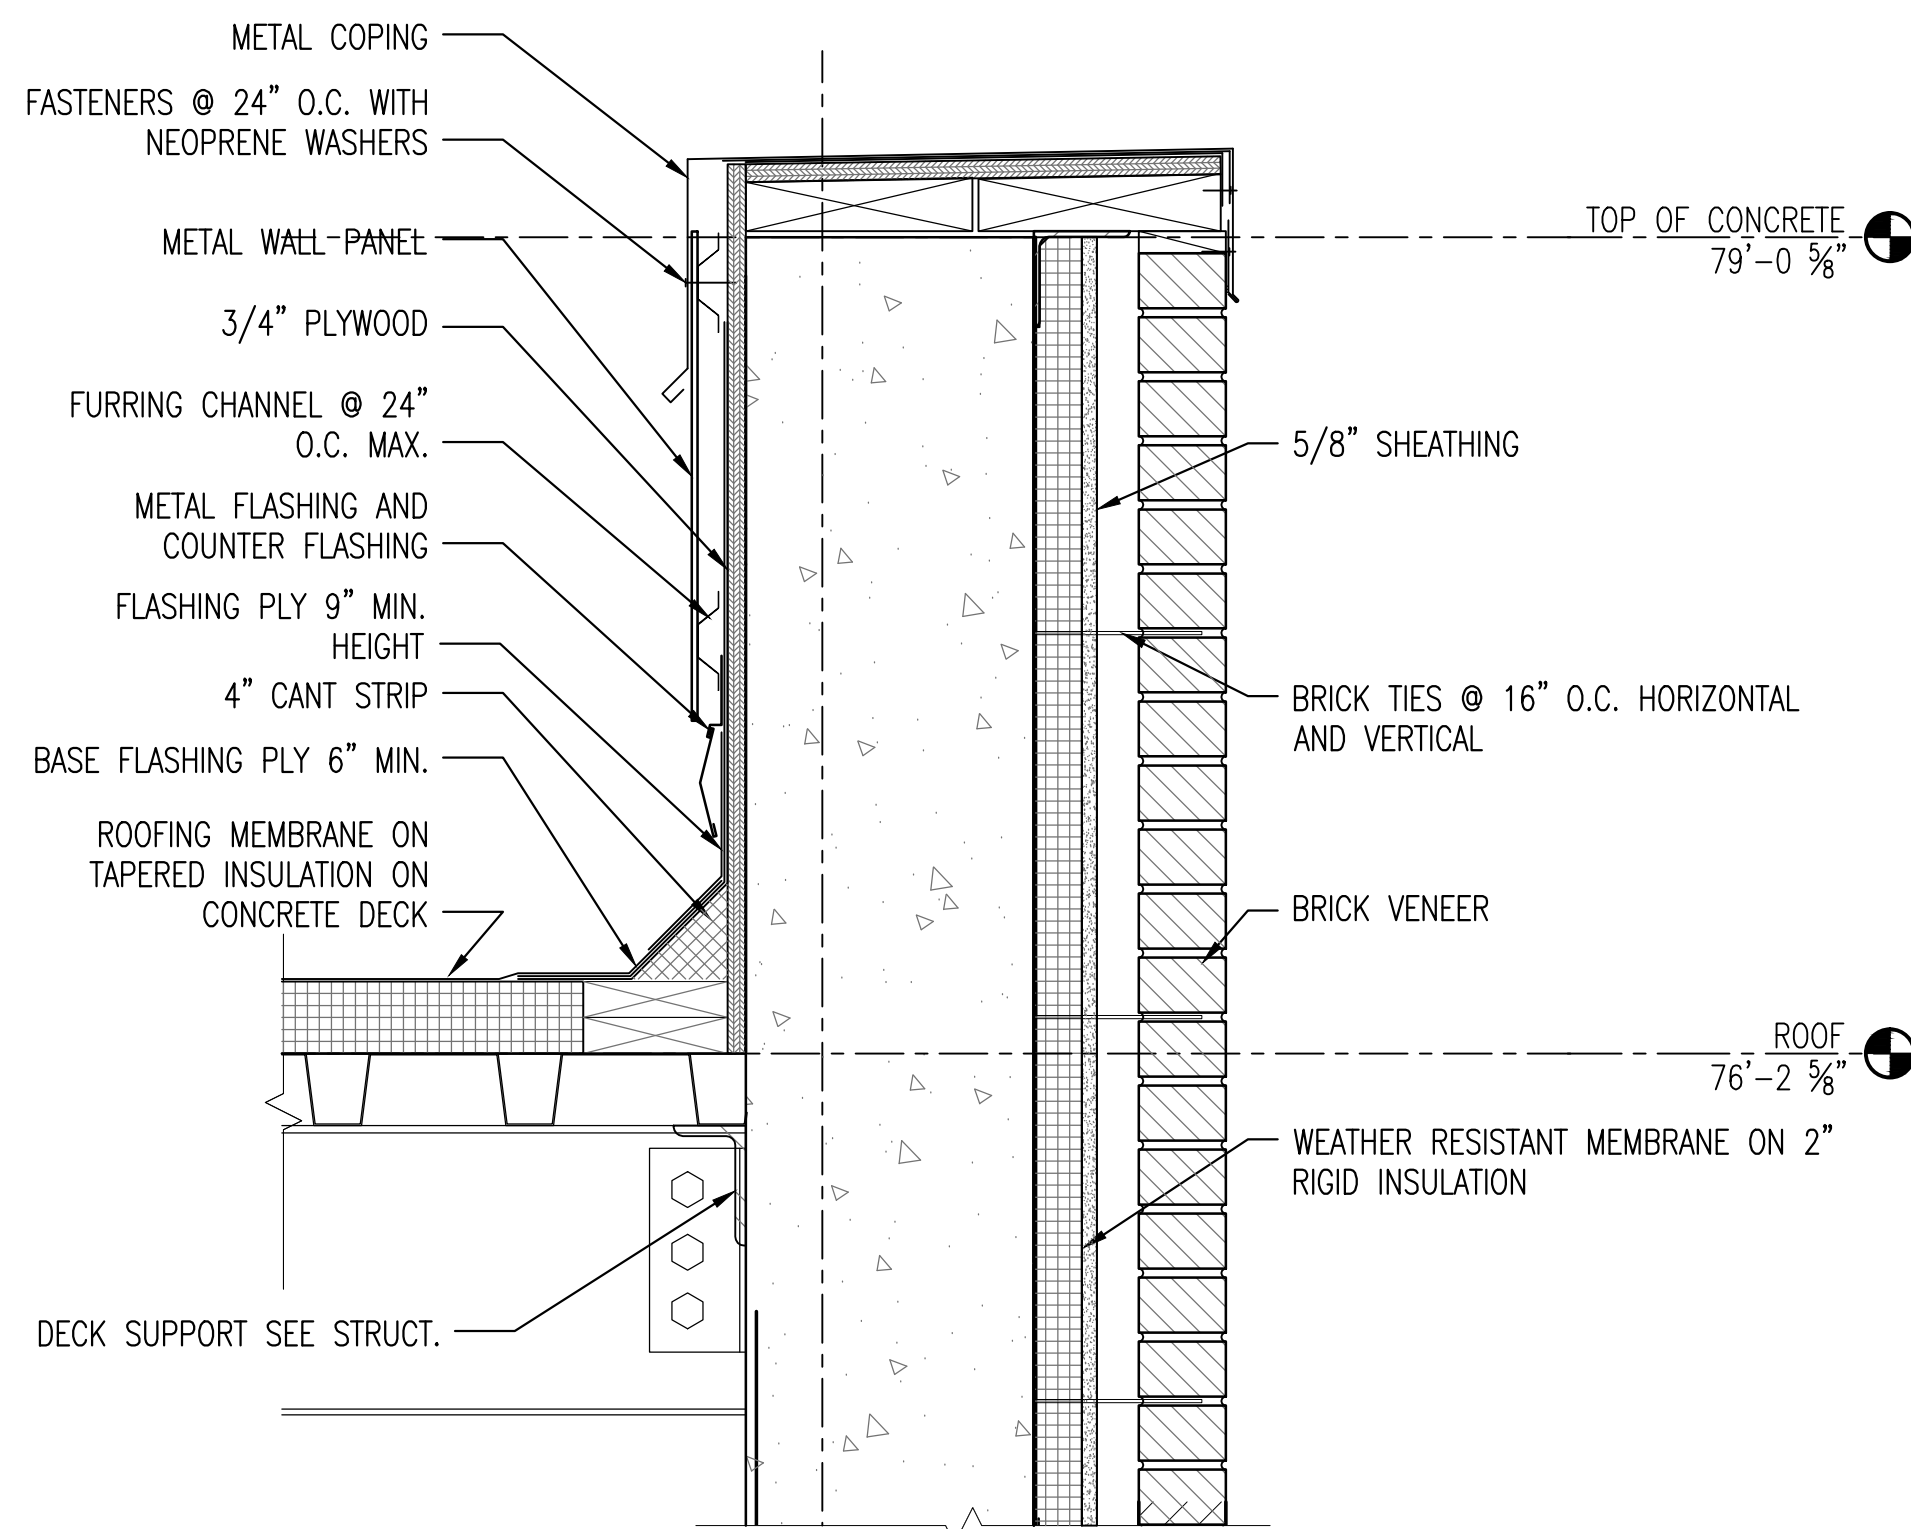 METAL COPING
FASTENERS @ 24" O.C. WITH
NEOPRENE WASHERS
METAL WALL PANEL
3/4" PLYWOOD
FURRING CHANNEL @ 24"
O.C. MAX.
METAL FLASHING AND
COUNTER FLASHING
FLASHING PLY 9" MIN.
HEIGHT
4" CANT STRIP
BASE FLASHING PLY 6" MIN.
ROOFING MEMBRANE ON
TAPERED INSULATION ON
CONCRETE DECK
DECK SUPPORT SEE STRUCT.
TOP OF CONCRETE
79'-0 5/8"
5/8" SHEATHING
BRICK TIES @ 16" O.C. HORIZONTAL
AND VERTICAL
BRICK VENEER
ROOF
76'-2 5/8"
WEATHER RESISTANT MEMBRANE ON 2"
RIGID INSULATION